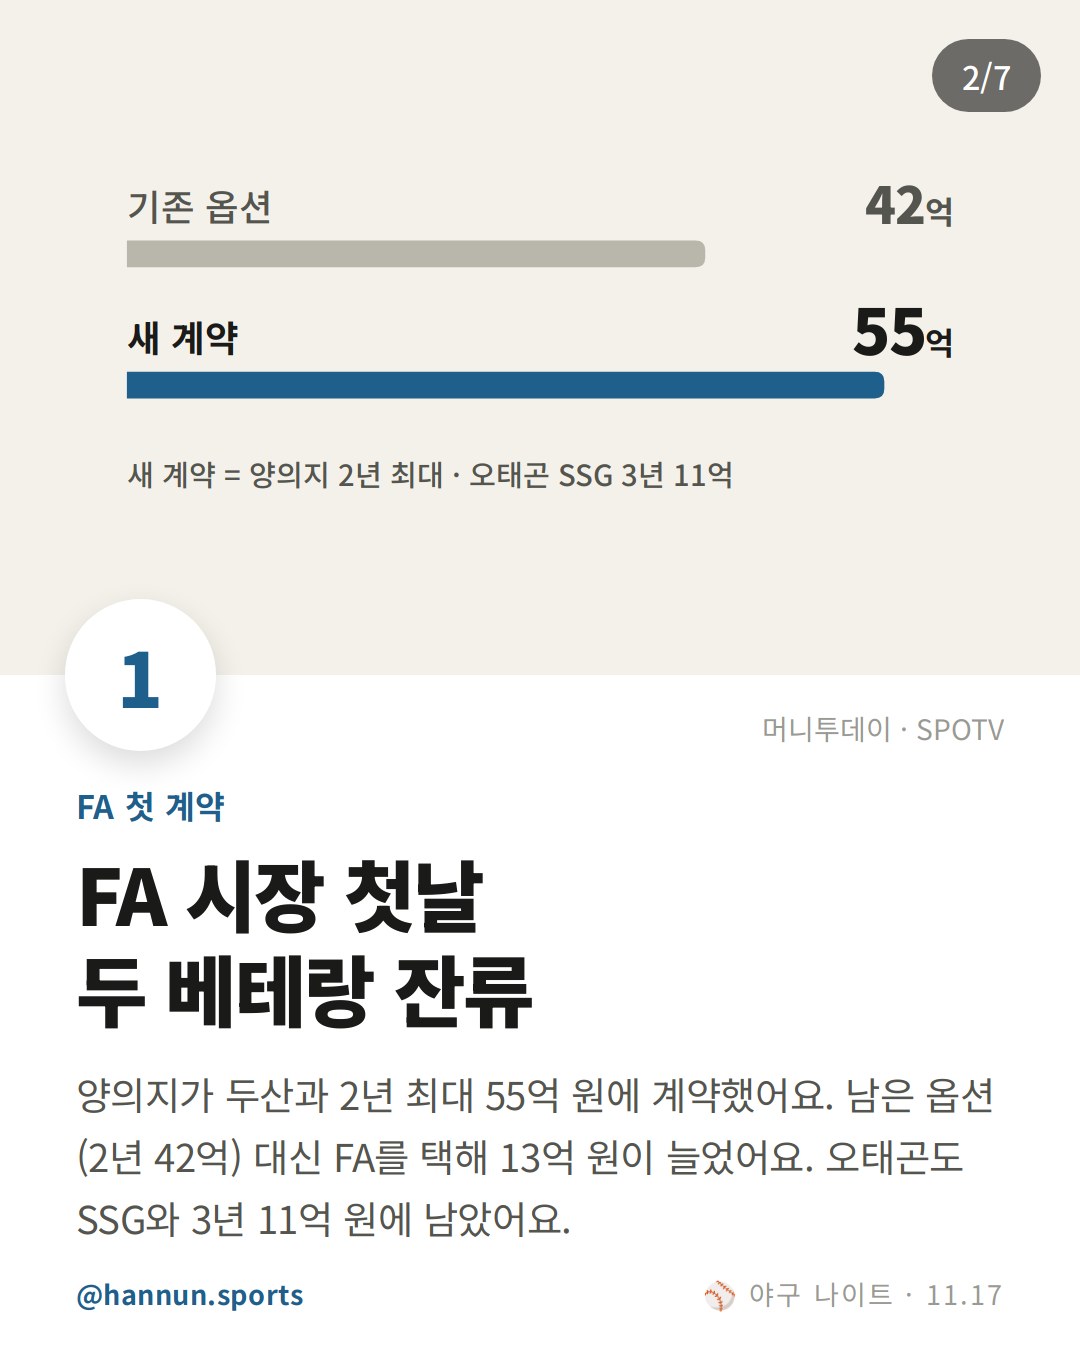 2/7
기존 옵션
42억
새 계약
55억
새 계약 = 양의지 2년 최대 · 오태곤 SSG 3년 11억
1
머니투데이 · SPOTV
FA 첫 계약
FA 시장 첫날
두 베테랑 잔류
양의지가 두산과 2년 최대 55억 원에 계약했어요. 남은 옵션
(2년 42억) 대신 FA를 택해 13억 원이 늘었어요. 오태곤도
SSG와 3년 11억 원에 남았어요.
@hannun.sports
⚾ 야구 나이트 · 11.17